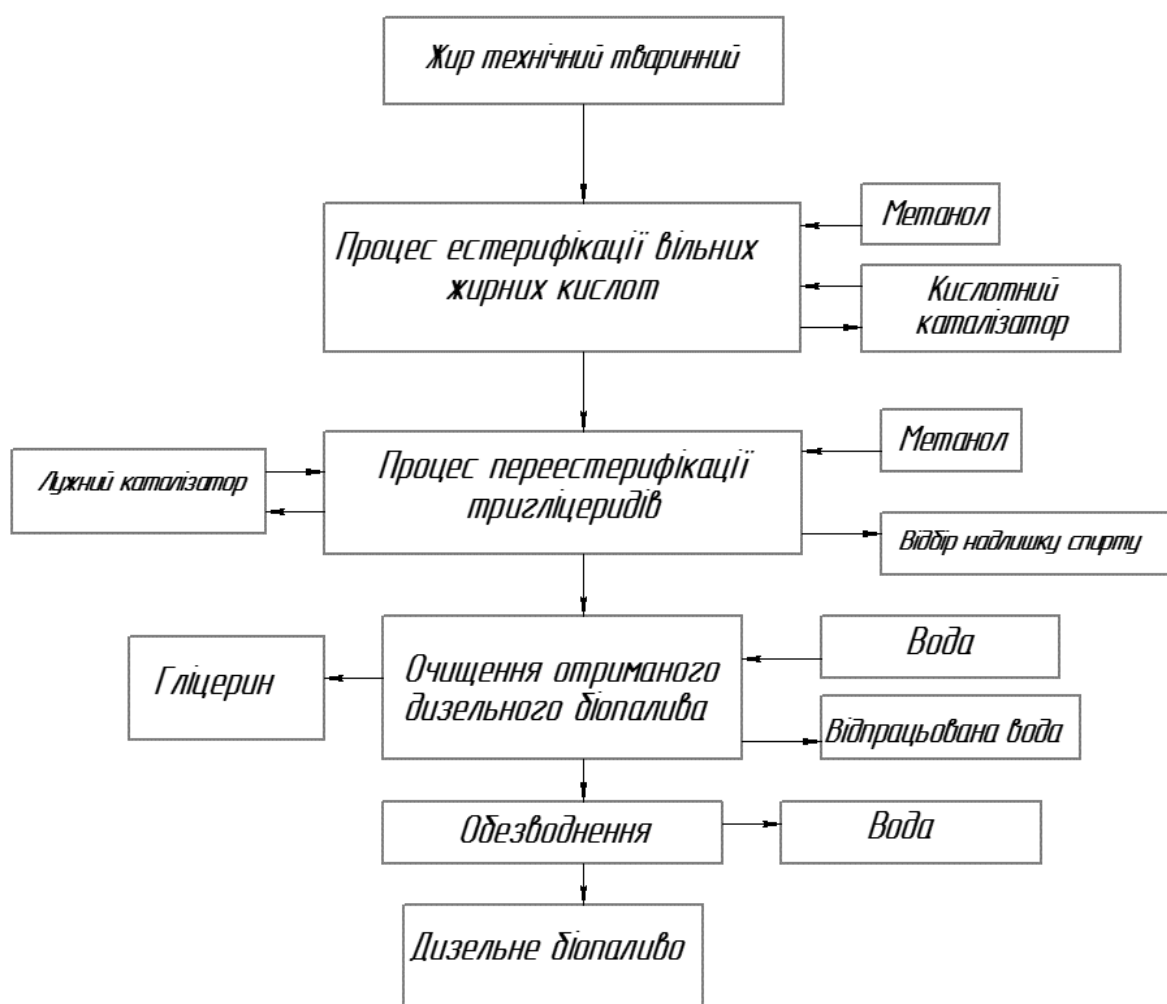 Жир технічний тваринний
Метанол
Процес естерифікації вільних
жирних кислот
Кислотний
каталізатор
Метанол
Лужний каталізатор
Процес переестерифікації
тригліцеридів
Відбір надлишку спирту
Вода
Гліцерин
Очищення отриманого
дизельного біопалива
Відпрацьована вода
Обезводнення
Вода
Дизельне біопаливо